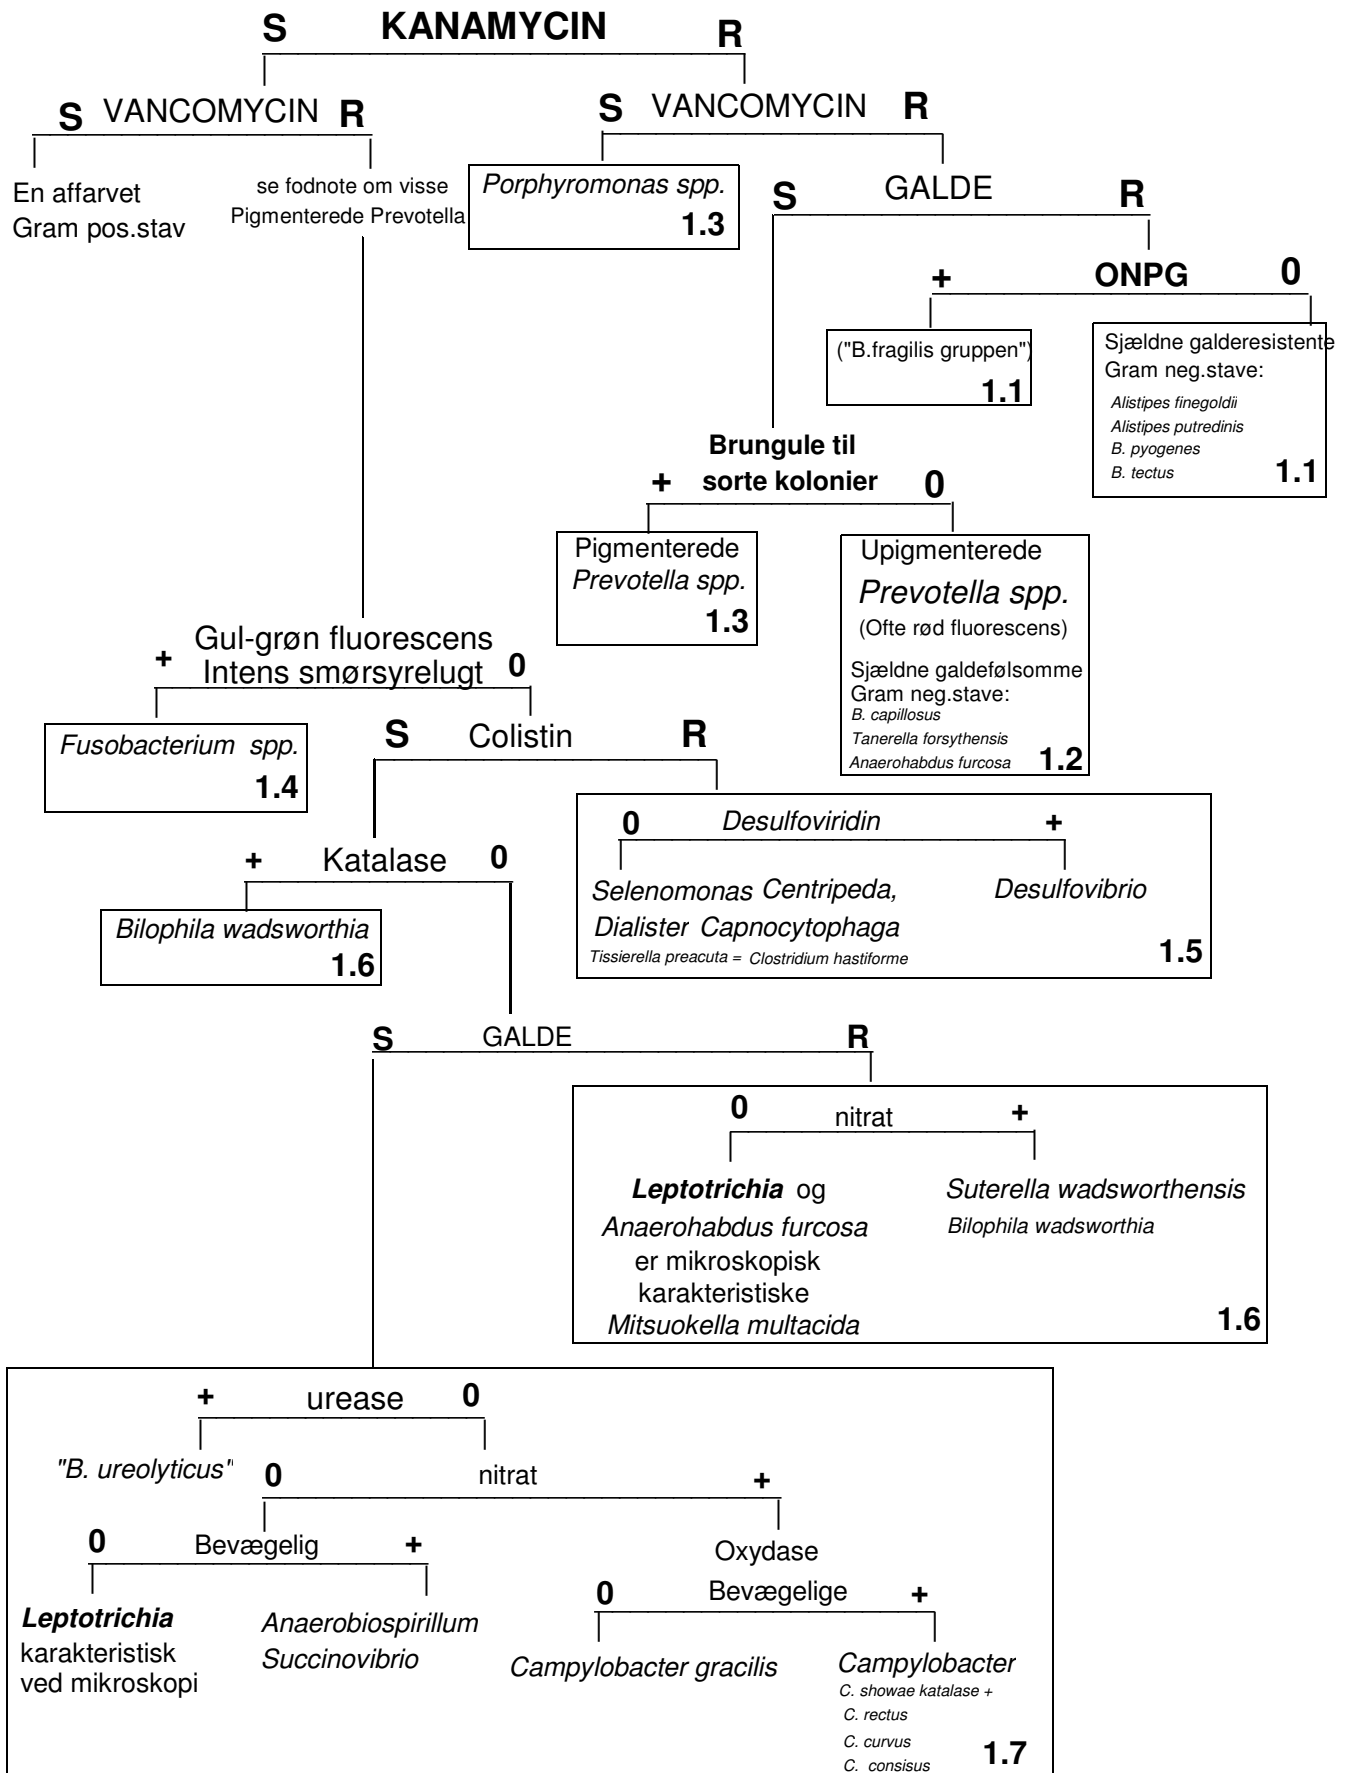 S KANAMYCIN R
S VANCOMYCIN R
S VANCOMYCIN R
En affarvet
Gram pos.stav
se fodnote om visse
Pigmenterede Prevotella
Porphyromonas spp.
1.3
S GALDE R
+ ONPG 0
("B.fragilis gruppen")
1.1
Sjældne galderesistente
Gram neg.stave:
Alistipes finegoldii
Alistipes putredinis
B. pyogenes
B. tectus
1.1
Brungule til
+ sorte kolonier 0
Pigmenterede
Prevotella spp.
1.3
Upigmenterede
Prevotella spp.
(Ofte rød fluorescens)
Sjældne galdefølsomme
Gram neg.stave:
B. capillosus
Tanerella forsythensis
Anaerohabdus furcosa
1.2
Gul-grøn fluorescens
+ Intens smørsyrelugt 0
Fusobacterium spp.
1.4
S Colistin R
0 Desulfoviridin +
Selenomonas Centripeda,
Dialister Capnocytophaga
Tissierella preacuta = Clostridium hastiforme
Desulfovibrio
1.5
+ Katalase 0
Bilophila wadsworthia
1.6
S GALDE R
0 nitrat +
Leptotrichia og
Anaerohabdus furcosa
er mikroskopisk
karakteristiske
Mitsuokella multacida
Suterella wadsworthensis
Bilophila wadsworthia
1.6
+ urease 0
"B. ureolyticus"
0 nitrat +
0 Bevægelig +
Leptotrichia
karakteristisk
ved mikroskopi
Anaerobiospirillum
Succinovibrio
Oxydase
0 Bevægelige +
Campylobacter gracilis
Campylobacter
C. showae katalase +
C. rectus
C. curvus
C. consisus
1.7